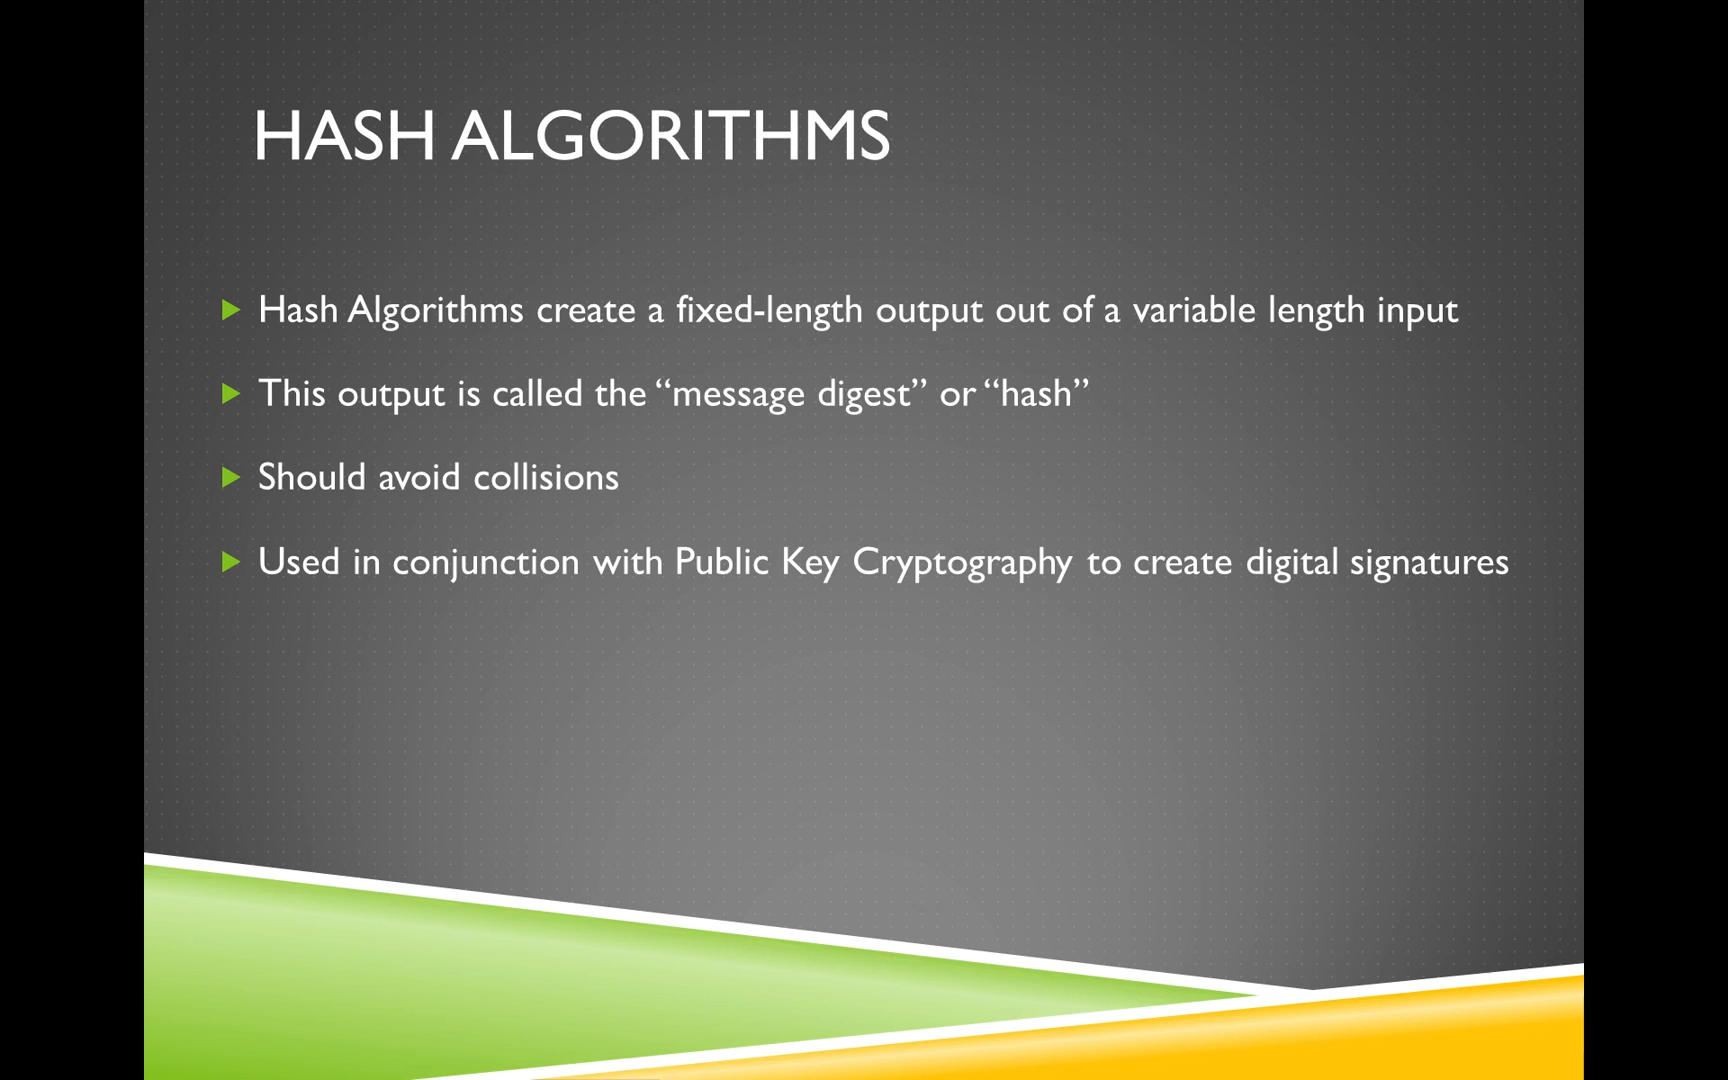 HASH ALGORITHMS
Hash Algorithms create a fixed-length output out of a variable length input
This output is called the “message digest” or “hash”
Should avoid collisions
Used in conjunction with Public Key Cryptography to create digital signatures